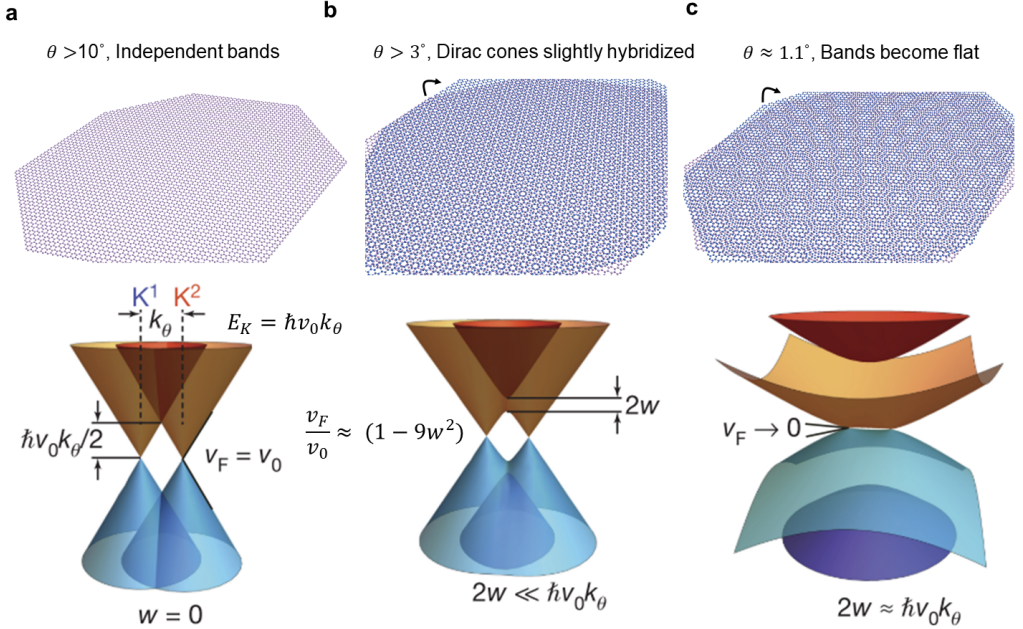 a
θ >10°, Independent bands
b
θ > 3°, Dirac cones slightly hybridized
c
θ ≈ 1.1°, Bands become flat
K¹ K²
k_θ
E_K = ℏv₀k_θ
ℏv₀k_θ/2
v_F = v₀
w = 0
v_F/v₀ ≈ (1 − 9w²)
2w
2w ≪ ℏv₀k_θ
v_F → 0
2w ≈ ℏv₀k_θ